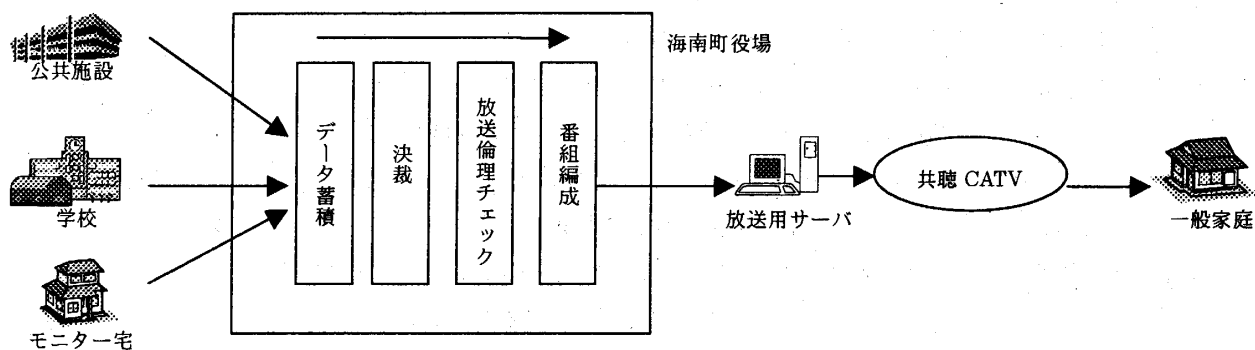 公共施設
学校
モニター宅
データ蓄積
決裁
放送倫理チェック
番組編成
海南町役場
放送用サーバ
共聴 CATV
一般家庭